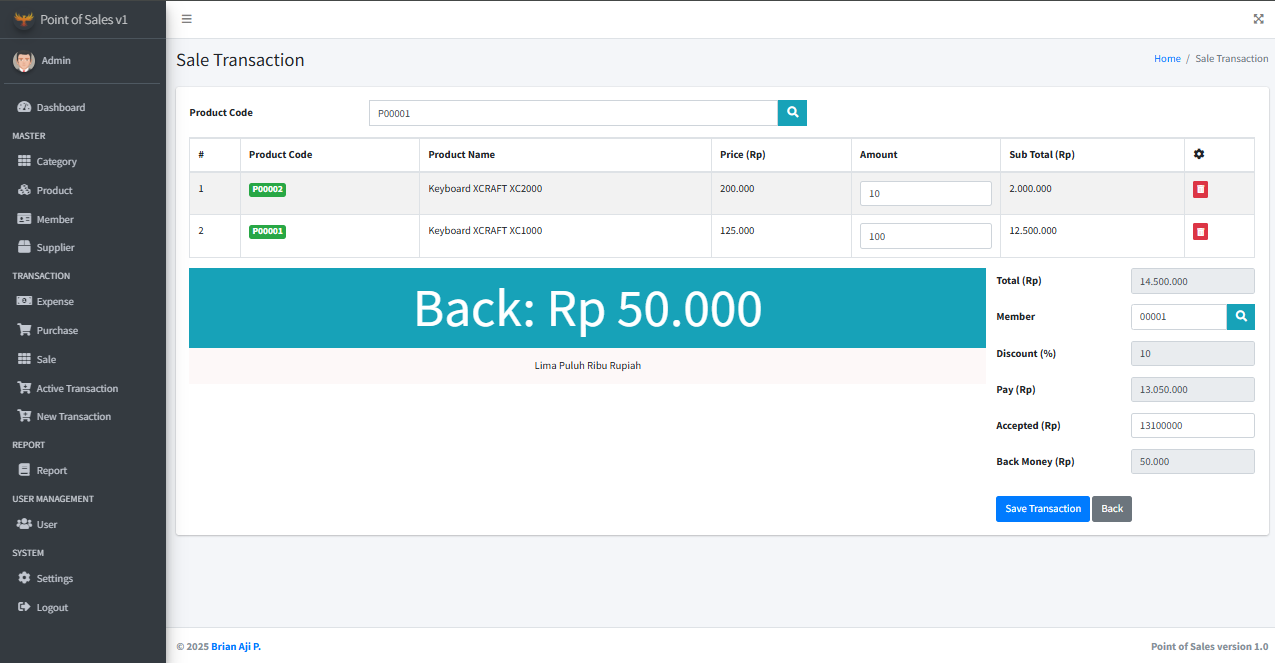 Point of Sales v1
Admin
Dashboard
MASTER
Category
Product
Member
Supplier
TRANSACTION
Expense
Purchase
Sale
Active Transaction
New Transaction
REPORT
Report
USER MANAGEMENT
User
SYSTEM
Settings
Logout
Sale Transaction
Home / Sale Transaction
Product Code P00001
# Product Code Product Name Price (Rp) Amount Sub Total (Rp)
1 P00002 Keyboard XCRAFT XC2000 200.000 10 2.000.000
2 P00001 Keyboard XCRAFT XC1000 125.000 100 12.500.000
Back: Rp 50.000
Lima Puluh Ribu Rupiah
Total (Rp) 14.500.000
Member 00001
Discount (%) 10
Pay (Rp) 13.050.000
Accepted (Rp) 13100000
Back Money (Rp) 50.000
Save Transaction Back
© 2025 Brian Aji P.
Point of Sales version 1.0